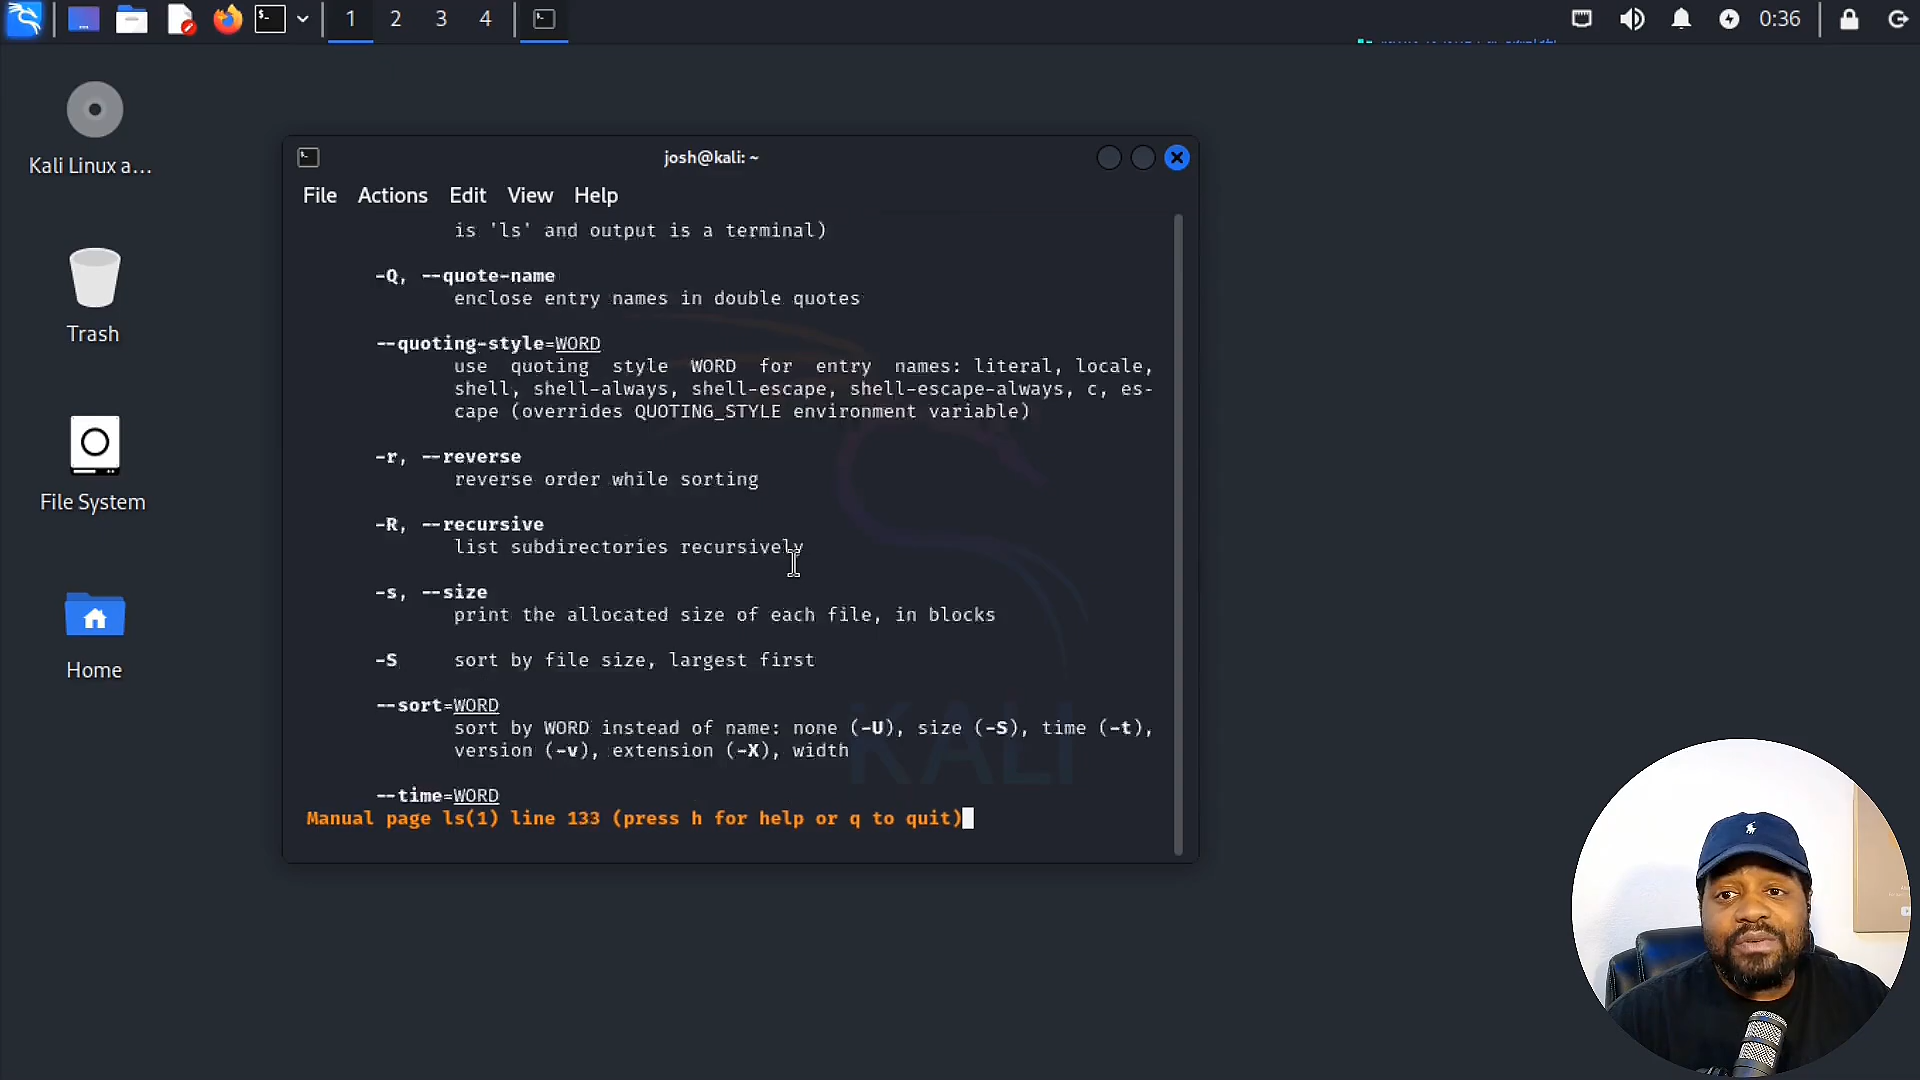 1 2 3 4 0:36
Kali Linux a...
Trash
File System
Home
josh@kali: ~
File Actions Edit View Help
is 'ls' and output is a terminal)
-Q, --quote-name
enclose entry names in double quotes
--quoting-style=WORD
use quoting style WORD for entry names: literal, locale,
shell, shell-always, shell-escape, shell-escape-always, c, es-
cape (overrides QUOTING_STYLE environment variable)
-r, --reverse
reverse order while sorting
-R, --recursive
list subdirectories recursively
-s, --size
print the allocated size of each file, in blocks
-S sort by file size, largest first
--sort=WORD
sort by WORD instead of name: none (-U), size (-S), time (-t),
version (-v), extension (-X), width
--time=WORD
Manual page ls(1) line 133 (press h for help or q to quit)
KALI